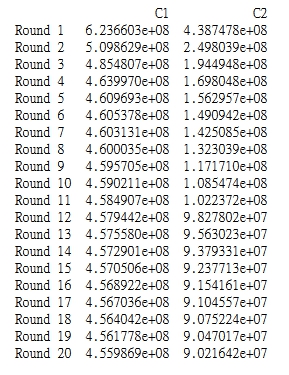 C1 C2
Round 1 6.236603e+08 4.387478e+08
Round 2 5.098629e+08 2.498039e+08
Round 3 4.854807e+08 1.944948e+08
Round 4 4.639970e+08 1.698048e+08
Round 5 4.609693e+08 1.562957e+08
Round 6 4.605378e+08 1.490942e+08
Round 7 4.603131e+08 1.425085e+08
Round 8 4.600035e+08 1.323039e+08
Round 9 4.595705e+08 1.171710e+08
Round 10 4.590211e+08 1.085474e+08
Round 11 4.584907e+08 1.022372e+08
Round 12 4.579442e+08 9.827802e+07
Round 13 4.575580e+08 9.563023e+07
Round 14 4.572901e+08 9.379331e+07
Round 15 4.570506e+08 9.237713e+07
Round 16 4.568922e+08 9.154161e+07
Round 17 4.567036e+08 9.104557e+07
Round 18 4.564042e+08 9.075224e+07
Round 19 4.561778e+08 9.047017e+07
Round 20 4.559869e+08 9.021642e+07